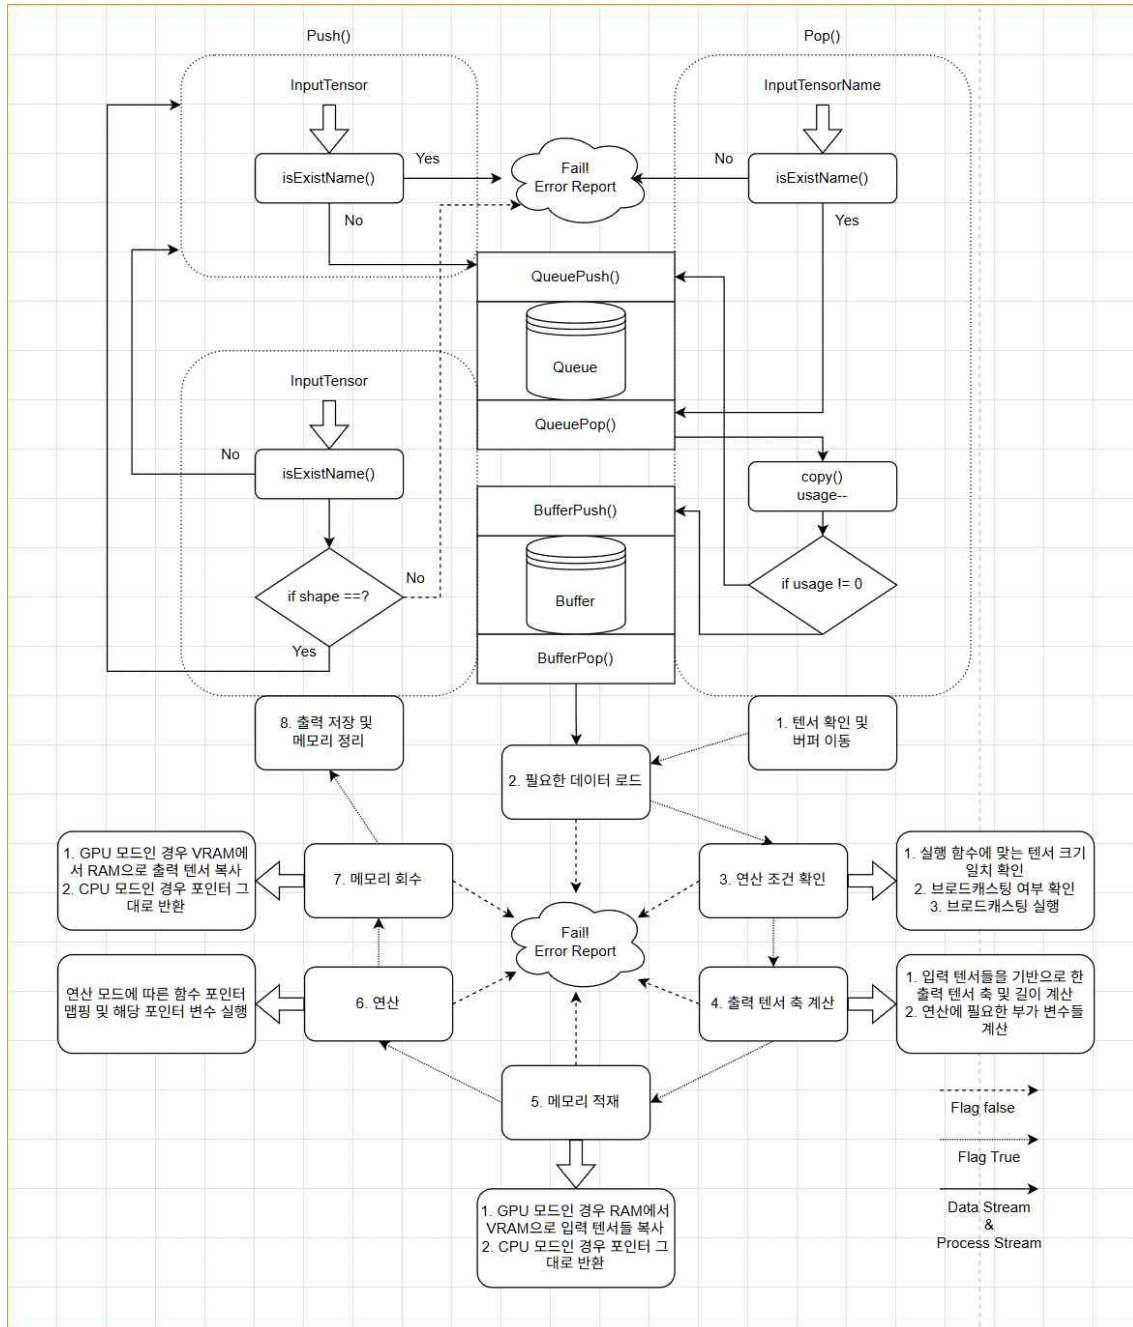 Push()
Pop()
InputTensor
InputTensorName
isExistName()
Yes
Fail!
Error Report
No
isExistName()
No
Yes
QueuePush()
Queue
QueuePop()
InputTensor
No
isExistName()
copy()
usage--
BufferPush()
if shape ==?
No
Yes
Buffer
if usage != 0
BufferPop()
8. 출력 저장 및
메모리 정리
1. 텐서 확인 및
버퍼 이동
2. 필요한 데이터 로드
1. GPU 모드인 경우 VRAM에
서 RAM으로 출력 텐서 복사
2. CPU 모드인 경우 포인터 그
대로 반환
7. 메모리 회수
3. 연산 조건 확인
1. 실행 함수에 맞는 텐서 크기
일치 확인
2. 브로드캐스팅 여부 확인
3. 브로드캐스팅 실행
Fail!
Error Report
연산 모드에 따른 함수 포인터
맵핑 및 해당 포인터 변수 실행
6. 연산
4. 출력 텐서 축 계산
1. 입력 텐서들을 기반으로 한
출력 텐서 축 및 길이 계산
2. 연산에 필요한 부가 변수들
계산
5. 메모리 적재
1. GPU 모드인 경우 RAM에서
VRAM으로 입력 텐서들 복사
2. CPU 모드인 경우 포인터 그
대로 반환
Flag false
Flag True
Data Stream
&
Process Stream